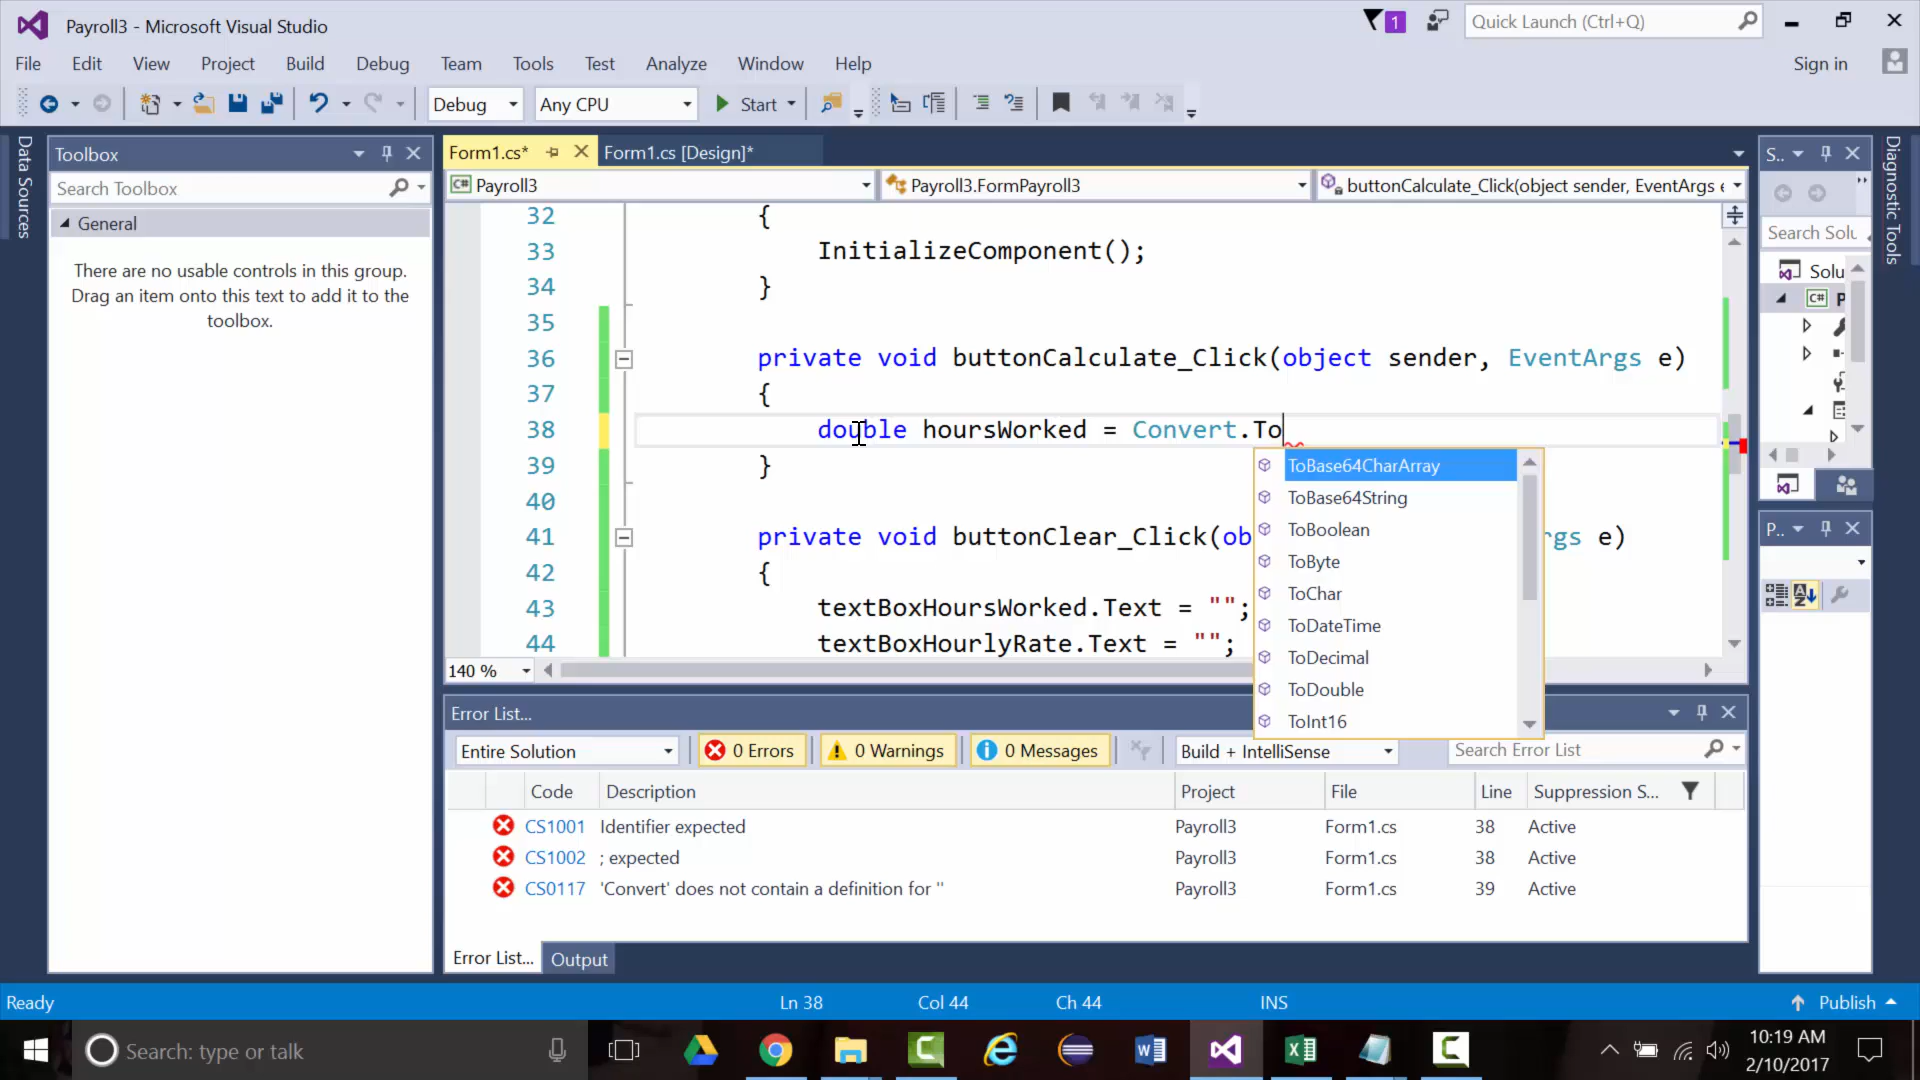 Payroll3 - Microsoft Visual Studio
1
Quick Launch (Ctrl+Q)
File Edit View Project Build Debug Team Tools Test Analyze Window Help
Sign in
Debug Any CPU Start
Data Sources
Toolbox
Search Toolbox
General
There are no usable controls in this group.
Drag an item onto this text to add it to the
toolbox.
Form1.cs* Form1.cs [Design]*
C# Payroll3 Payroll3.FormPayroll3 buttonCalculate_Click(object sender, EventArgs e
32 {
33 InitializeComponent();
34 }
35
36 private void buttonCalculate_Click(object sender, EventArgs e)
37 {
38 double hoursWorked = Convert.To
39 }
40
41 private void buttonClear_Click(ob rgs e)
42 {
43 textBoxHoursWorked.Text = "";
44 textBoxHourlyRate.Text = "";
ToBase64CharArray
ToBase64String
ToBoolean
ToByte
ToChar
ToDateTime
ToDecimal
ToDouble
ToInt16
140 %
S..
Search Solu
Solu
C# P
P..
Diagnostic Tools
Error List...
Entire Solution 0 Errors 0 Warnings 0 Messages Build + IntelliSense Search Error List
Code Description Project File Line Suppression S...
CS1001 Identifier expected Payroll3 Form1.cs 38 Active
CS1002 ; expected Payroll3 Form1.cs 38 Active
CS0117 'Convert' does not contain a definition for '' Payroll3 Form1.cs 39 Active
Error List... Output
Ready Ln 38 Col 44 Ch 44 INS Publish
Search: type or talk
10:19 AM
2/10/2017